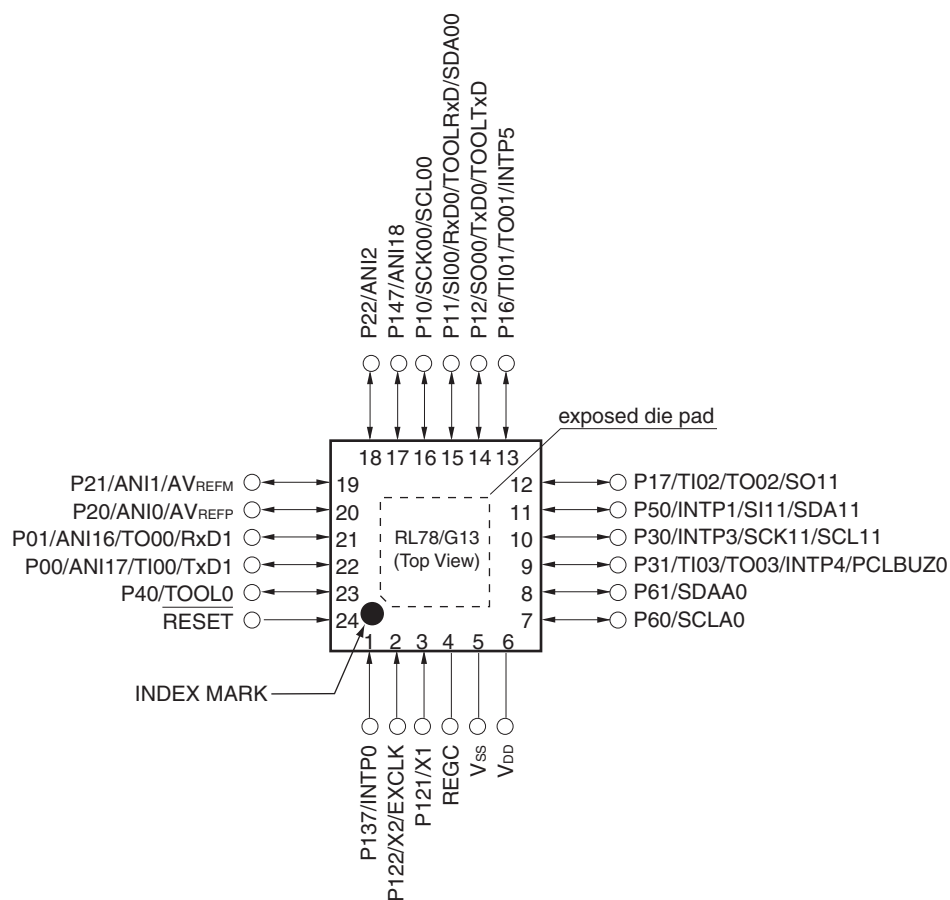 P22/ANI2
P147/ANI18
P10/SCK00/SCL00
P11/SI00/RxD0/TOOLRxD/SDA00
P12/SO00/TxD0/TOOLTxD
P16/TI01/TO01/INTP5
exposed die pad
18 17 16 15 14 13
P21/ANI1/AVREFM 19
P20/ANI0/AVREFP 20
P01/ANI16/TO00/RxD1 21
P00/ANI17/TI00/TxD1 22
P40/TOOL0 23
RESET 24
RL78/G13
(Top View)
12 P17/TI02/TO02/SO11
11 P50/INTP1/SI11/SDA11
10 P30/INTP3/SCK11/SCL11
9 P31/TI03/TO03/INTP4/PCLBUZ0
8 P61/SDAA0
7 P60/SCLA0
1 2 3 4 5 6
INDEX MARK
P137/INTP0
P122/X2/EXCLK
P121/X1
REGC
VSS
VDD